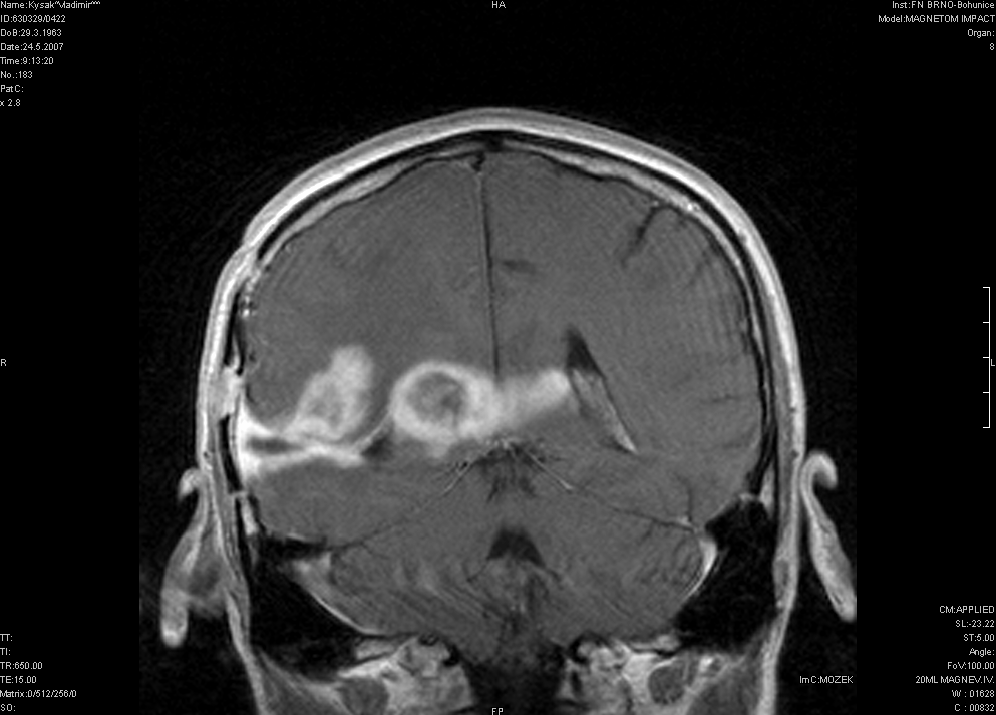 Name:Kysak^Vladimir^^^
ID:630329/0422
DoB:29.3.1963
Date:24.5.2007
Time:9:13:20
No.:183
PatC:
x 2.8
HA
Inst:FN BRNO-Bohunice
Model:MAGNETOM IMPACT
Organ:
8
R
L
TT:
TI:
TR:650.00
TE:15.00
Matrix:0/512/256/0
SO:
FP
ImC:MOZEK
CM:APPLIED
SL:-23.22
ST:5.00
Angle:
FoV:100.00
20ML MAGNEV.IV.
W : 01628
C : 00832